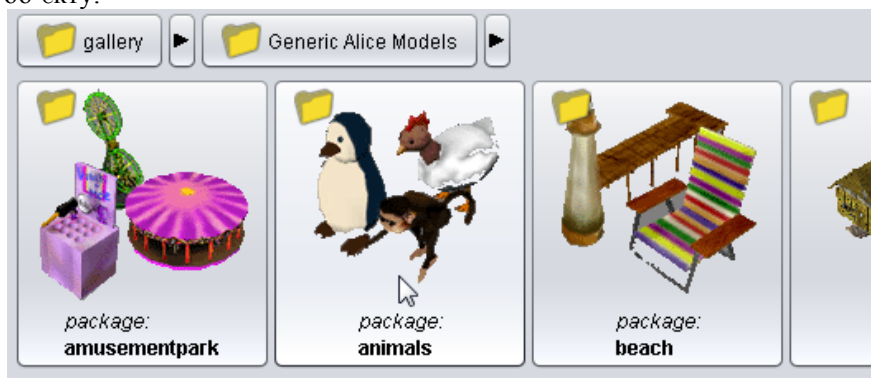 gallery
Generic Alice Models
package:
amusementpark
package:
animals
package:
beach